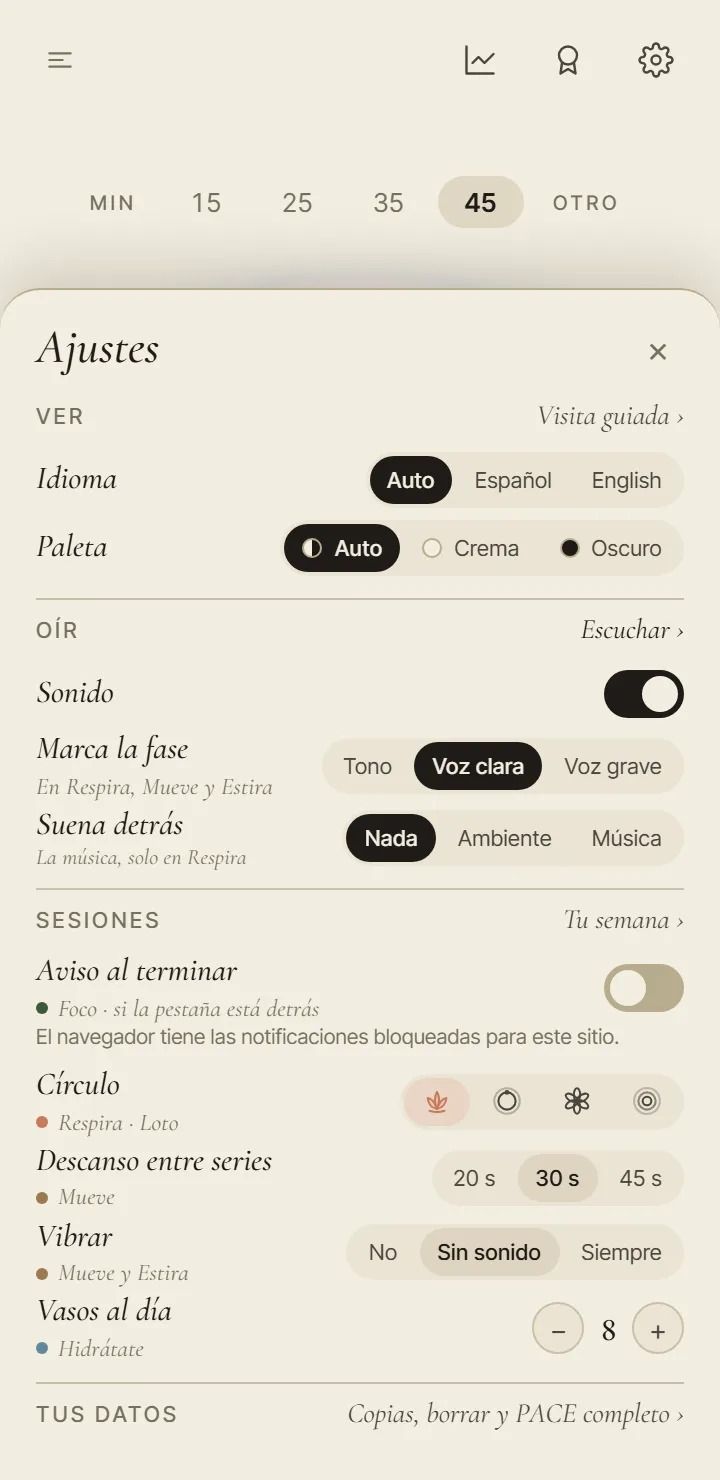 MIN 15 25 35 45 OTRO
Ajustes ×
VER Visita guiada ›
Idioma Auto Español English
Paleta Auto Crema Oscuro
OÍR Escuchar ›
Sonido
Marca la fase Tono Voz clara Voz grave
En Respira, Mueve y Estira
Suena detrás Nada Ambiente Música
La música, solo en Respira
SESIONES Tu semana ›
Aviso al terminar
Foco · si la pestaña está detrás
El navegador tiene las notificaciones bloqueadas para este sitio.
Círculo
Respira · Loto
Descanso entre series 20 s 30 s 45 s
Mueve
Vibrar No Sin sonido Siempre
Mueve y Estira
Vasos al día − 8 +
Hidrátate
TUS DATOS Copias, borrar y PACE completo ›